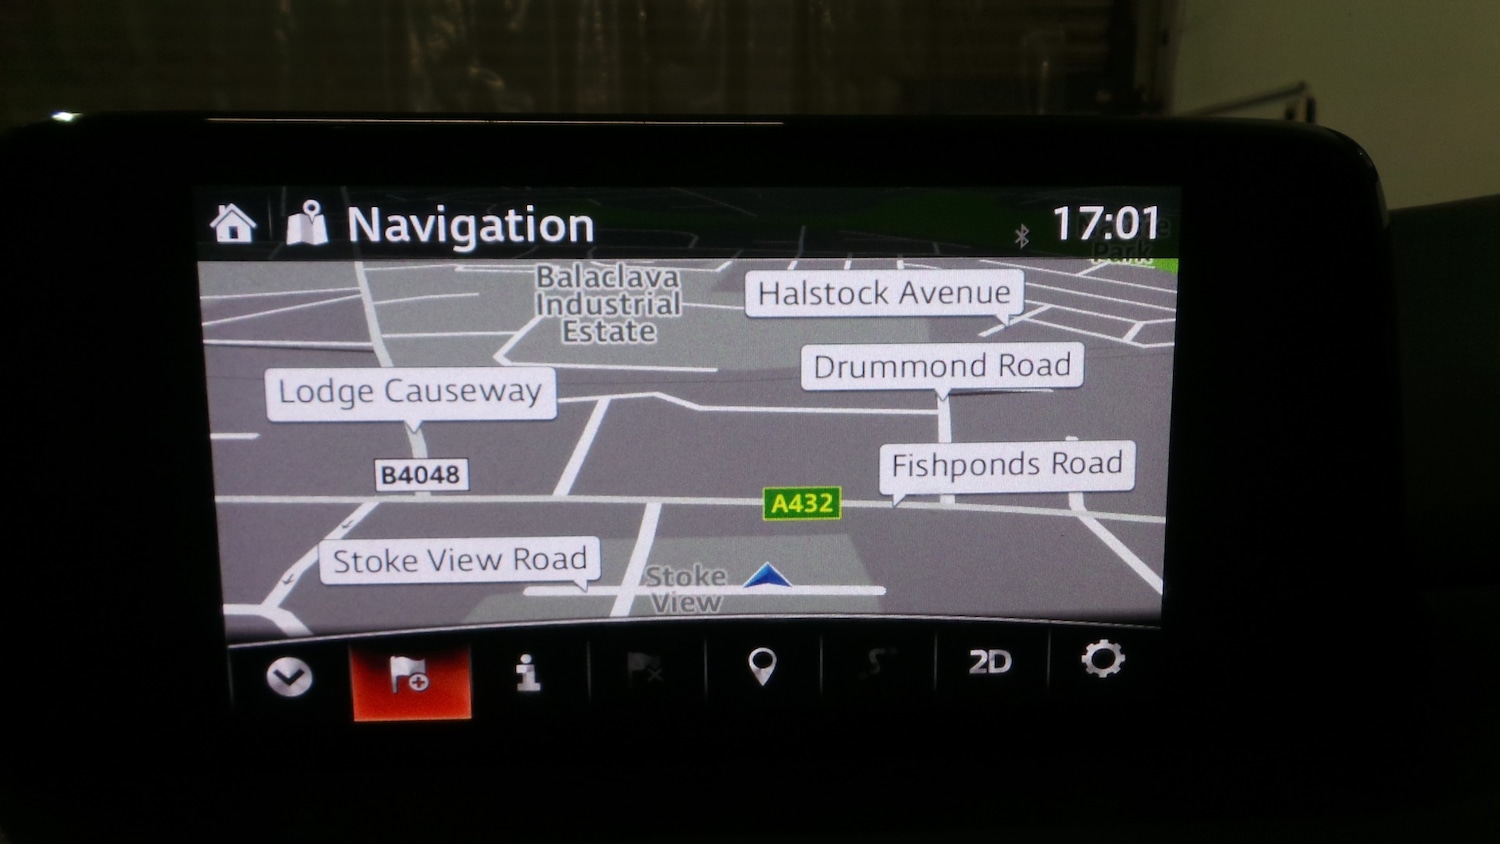 Navigation
17:01
Park
Balaclava
Industrial
Estate
Halstock Avenue
Drummond Road
Lodge Causeway
Fishponds Road
B4048
A432
Stoke View Road
Stoke
View
2D